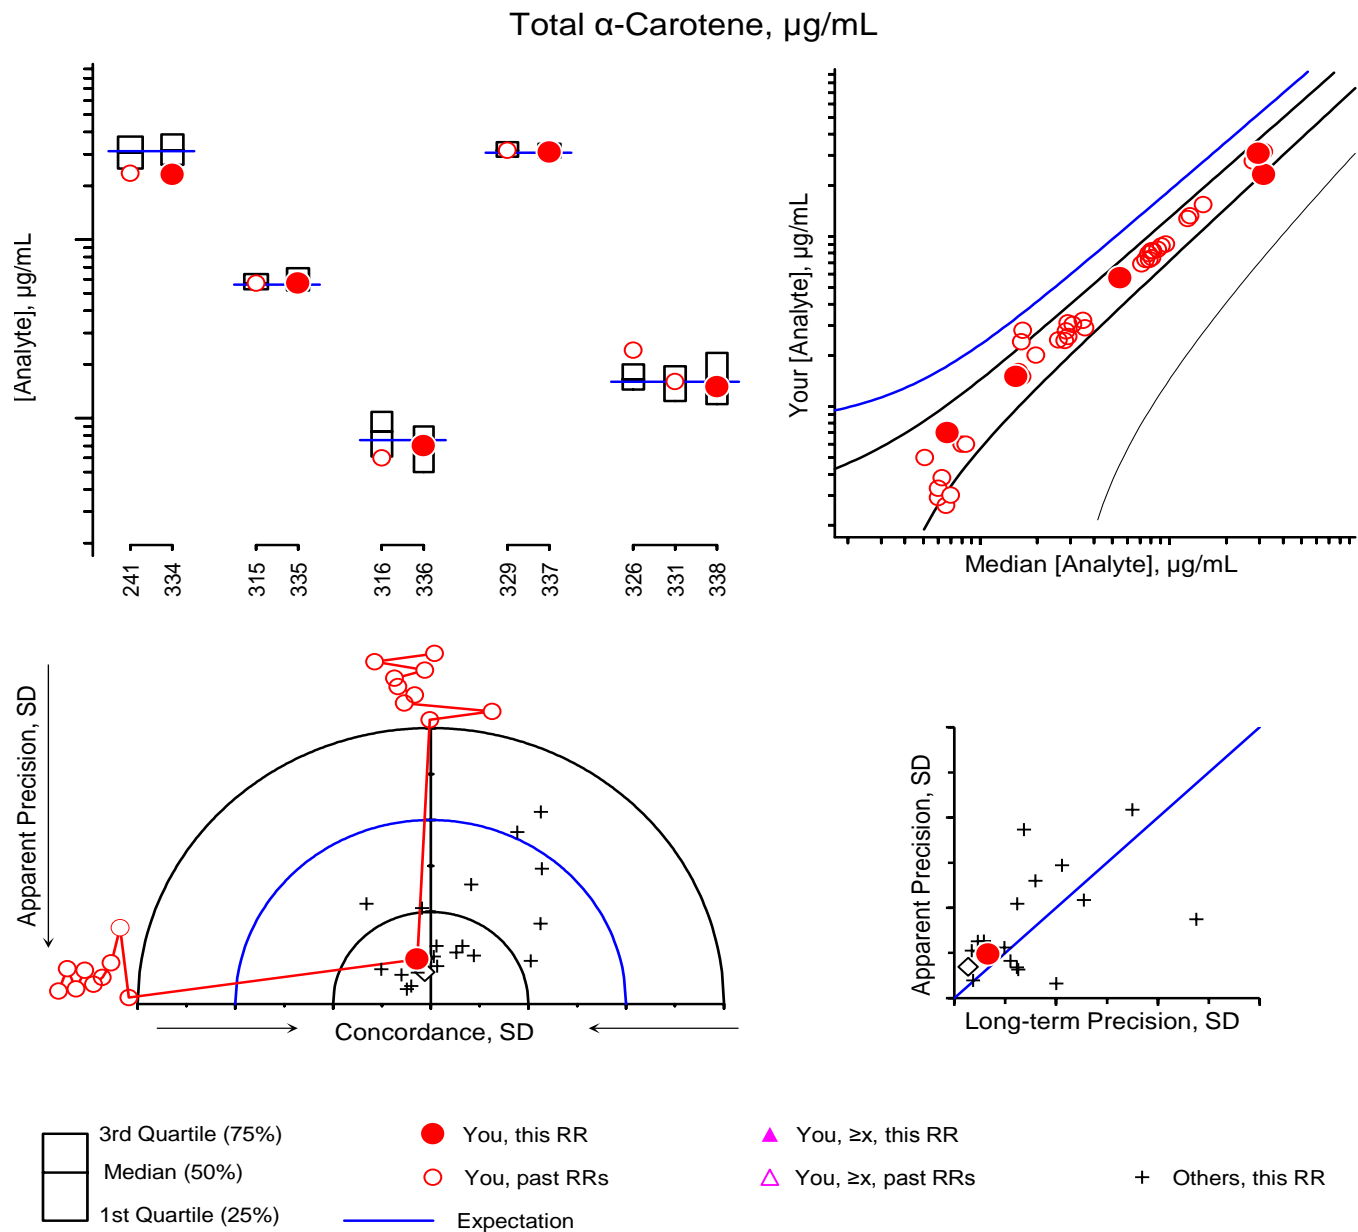 Total α-Carotene, µg/mL
[Analyte], µg/mL
241
334
315
335
316
336
329
337
326
331
338
Your [Analyte], µg/mL
Median [Analyte], µg/mL
Apparent Precision, SD
Concordance, SD
Apparent Precision, SD
Long-term Precision, SD
3rd Quartile (75%)
Median (50%)
1st Quartile (25%)
You, this RR
You, past RRs
Expectation
You, ≥x, this RR
You, ≥x, past RRs
Others, this RR